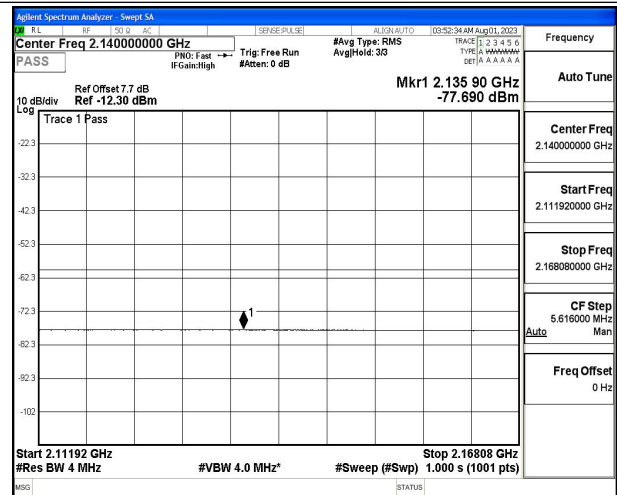 Agilent Spectrum Analyzer - Swept SA
RL RF 50 Ω AC SENSE:PULSE ALIGN AUTO 03:52:34 AM Aug 01, 2023
Center Freq 2.140000000 GHz #Avg Type: RMS TRACE 1 2 3 4 5 6
PASS PNO: Fast Trig: Free Run Avg|Hold: 3/3 TYPE A
IFGain:High #Atten: 0 dB DET A A A A A A
Frequency
Auto Tune
Mkr1 2.135 90 GHz
Ref Offset 7.7 dB
10 dB/div Ref -12.30 dBm -77.690 dBm
Log
Trace 1 Pass
-22.3
-32.3
-42.3
-52.3
-62.3
-72.3
-82.3
-92.3
-102
1
Center Freq
2.140000000 GHz
Start Freq
2.111920000 GHz
Stop Freq
2.168080000 GHz
CF Step
5.616000 MHz
Auto Man
Freq Offset
0 Hz
Start 2.11192 GHz Stop 2.16808 GHz
#Res BW 4 MHz #VBW 4.0 MHz* #Sweep (#Swp) 1.000 s (1001 pts)
MSG STATUS